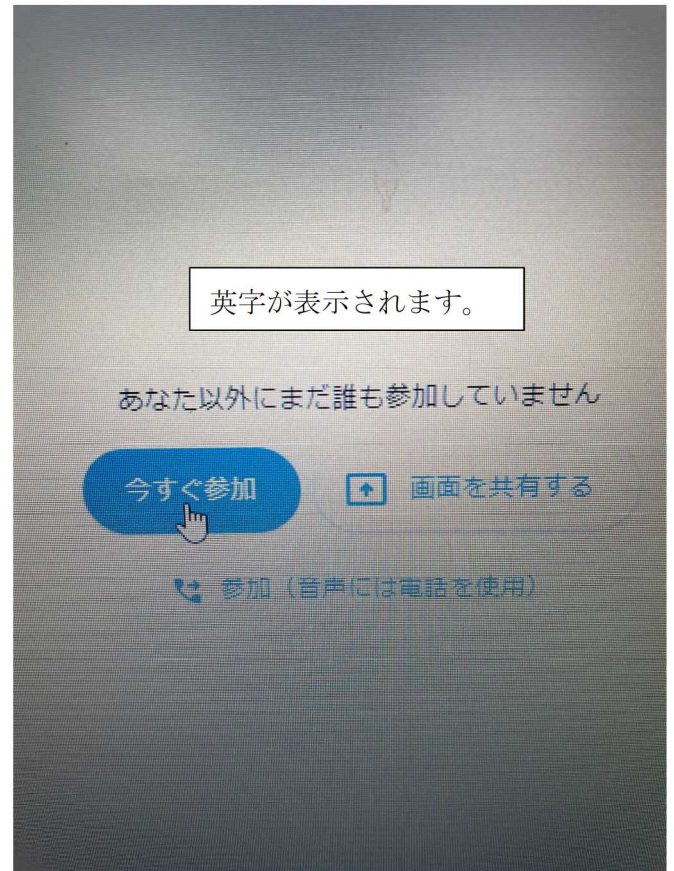 英字が表示されます。
あなた以外にまだ誰も参加していません
今すぐ参加
画面を共有する
参加（音声には電話を使用）